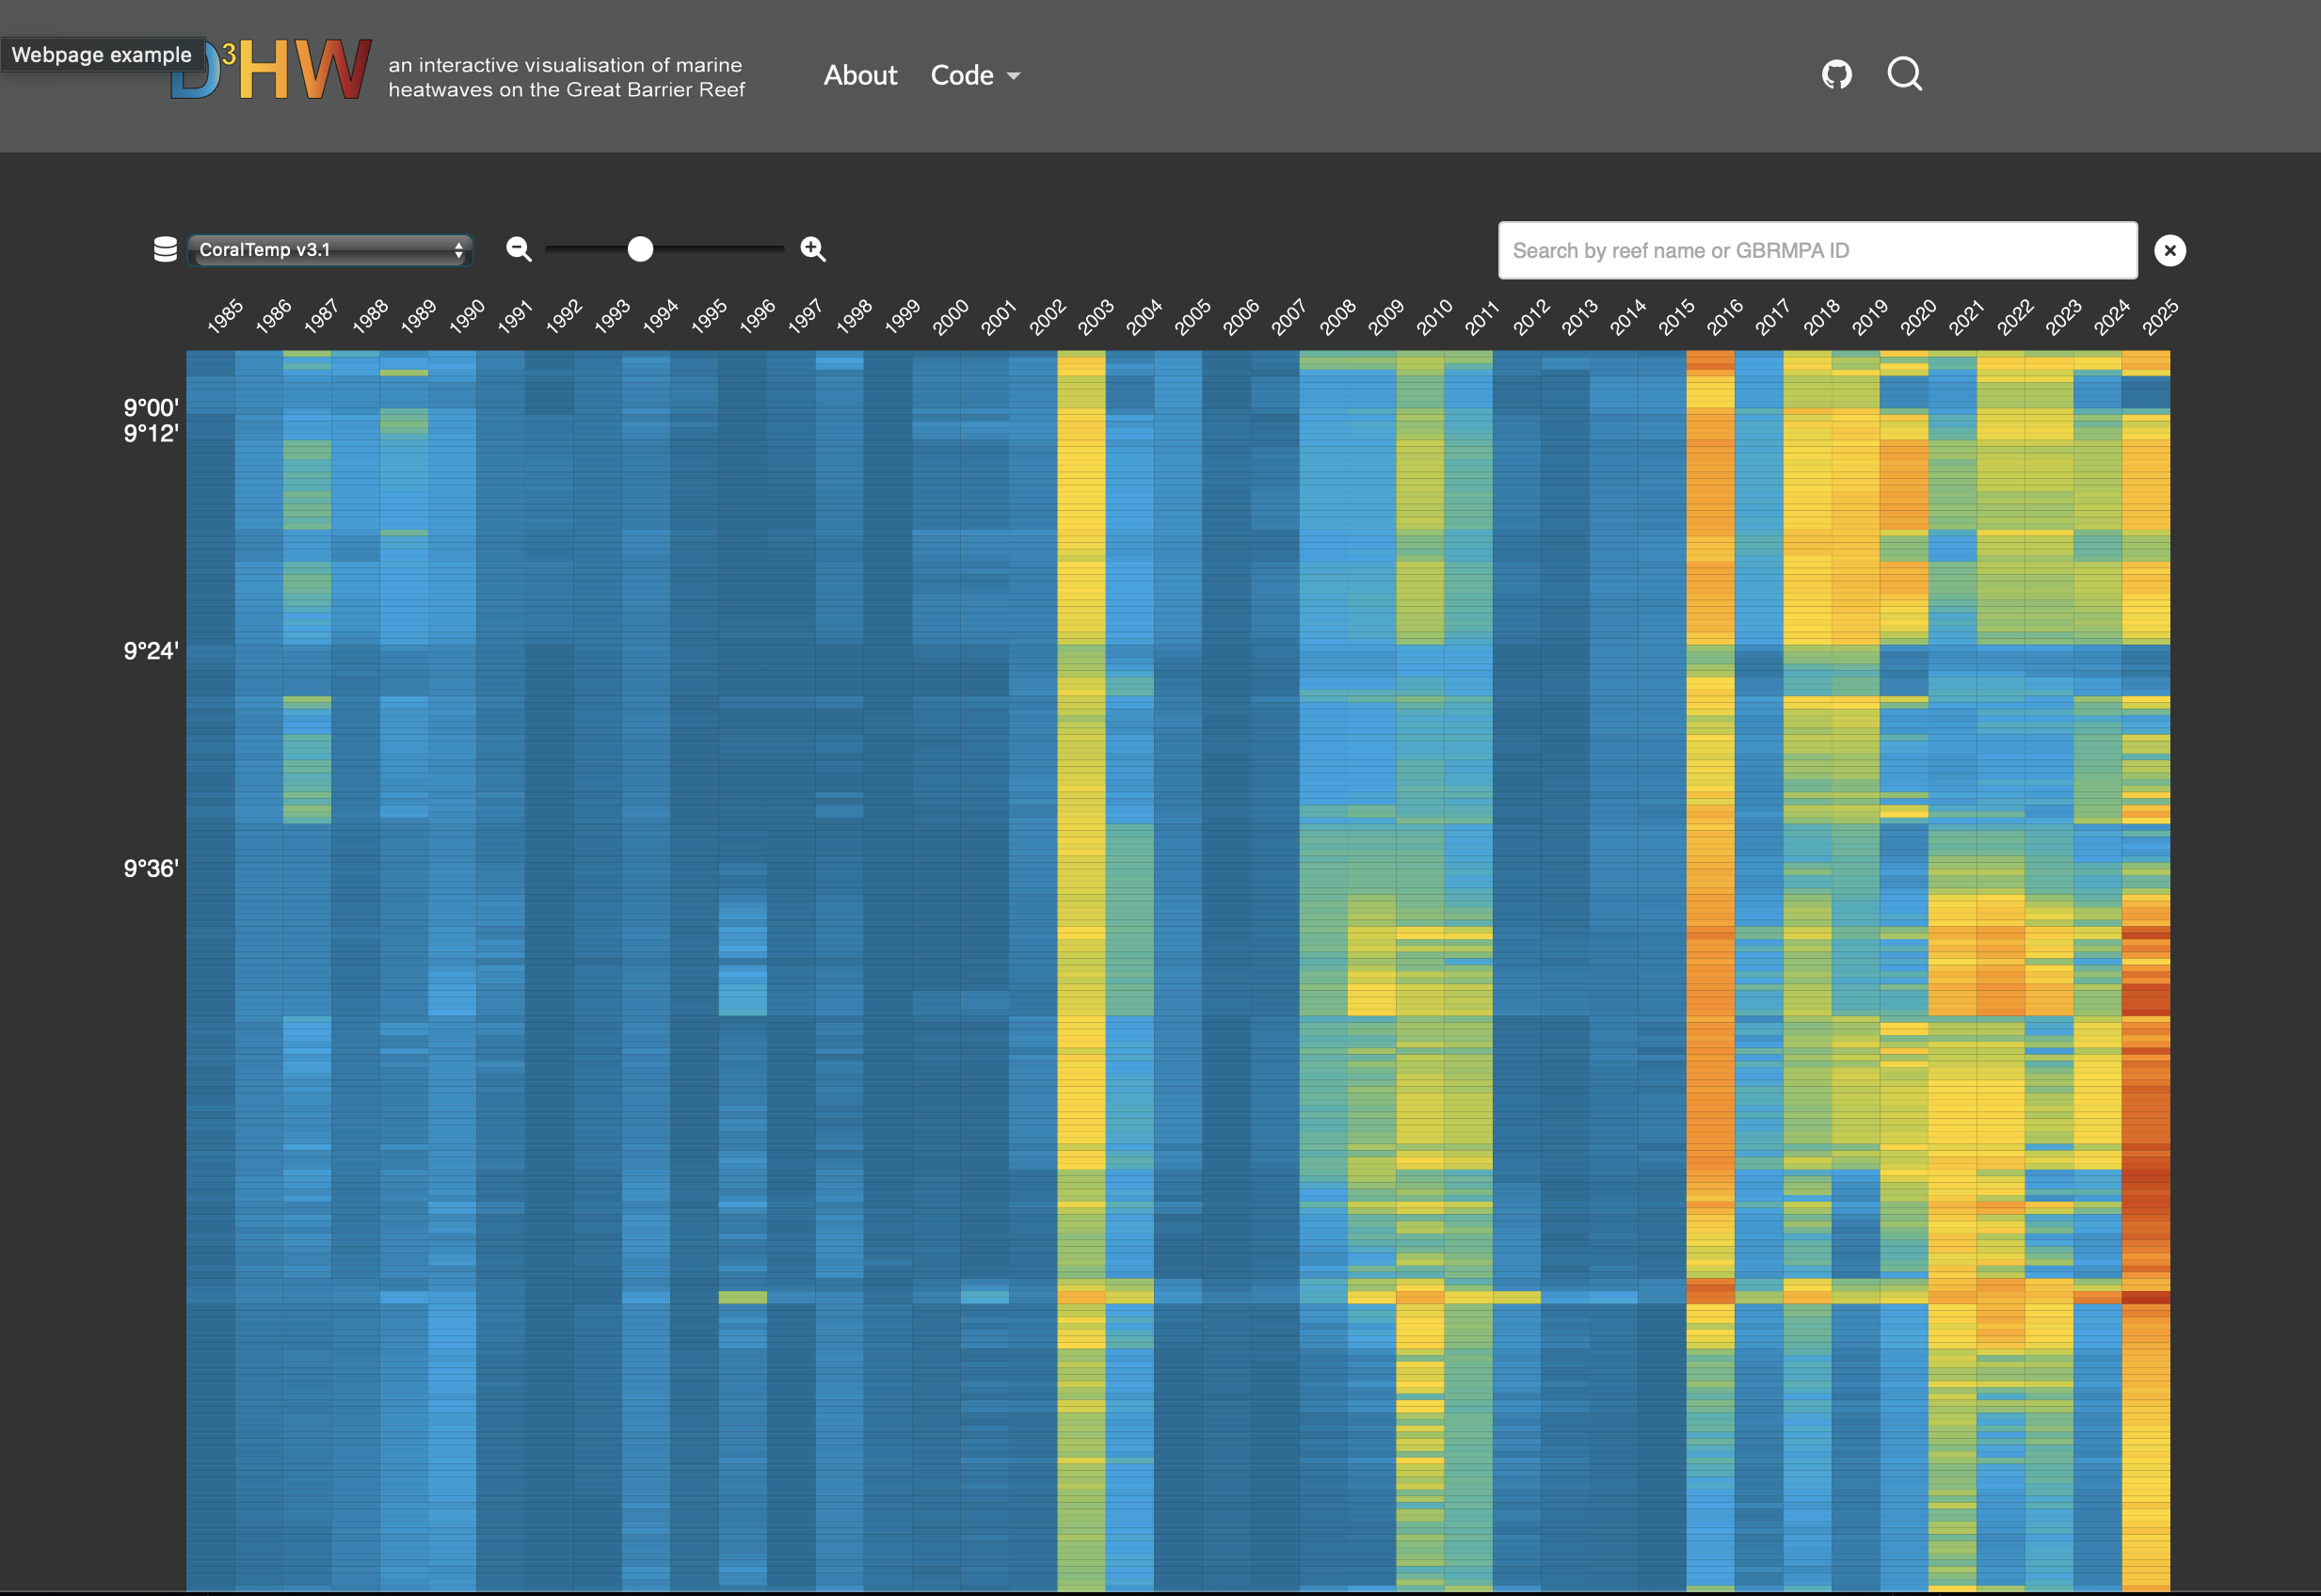 Webpage example
D³HW
an interactive visualisation of marine
heatwaves on the Great Barrier Reef
About
Code
CoralTemp v3.1
Search by reef name or GBRMPA ID
1985 1986 1987 1988 1989 1990 1991 1992 1993 1994 1995 1996 1997 1998 1999 2000 2001 2002 2003 2004 2005 2006 2007 2008 2009 2010 2011 2012 2013 2014 2015 2016 2017 2018 2019 2020 2021 2022 2023 2024 2025
9°00'
9°12'
9°24'
9°36'